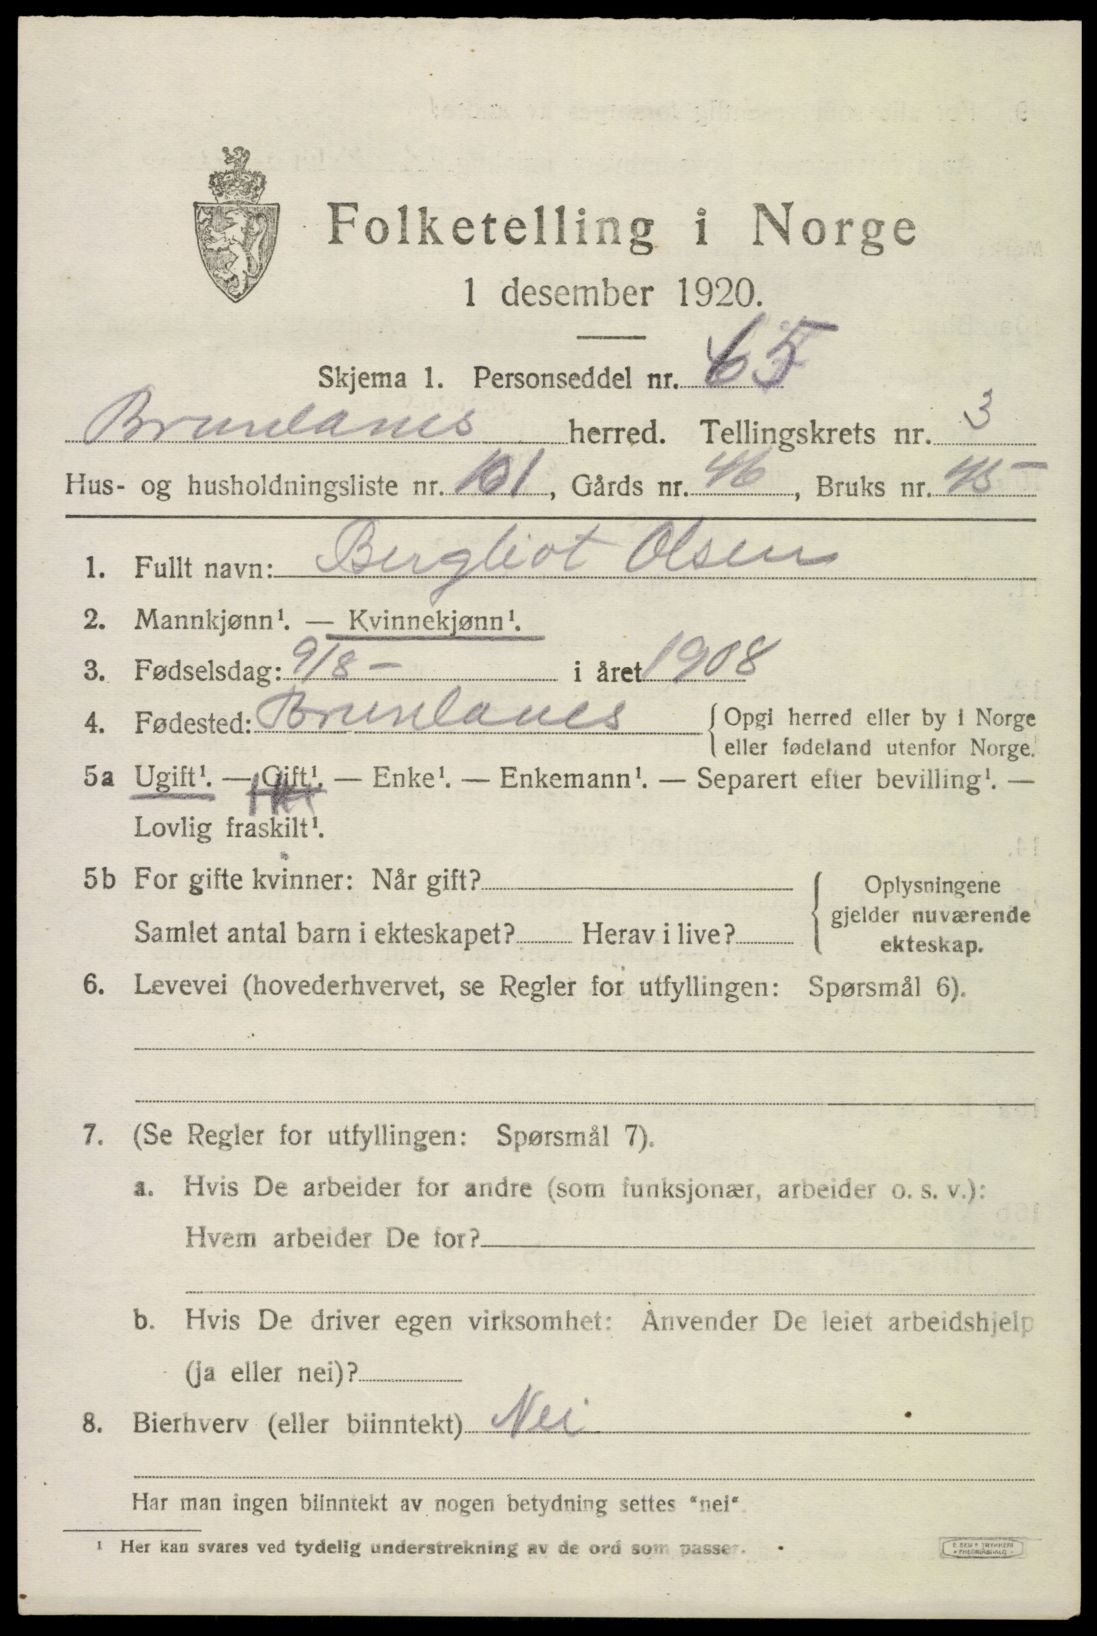 Folketelling i Norge
1 desember 1920.
Skjema 1. Personseddel nr. 65
Brunlanes herred. Tellingskrets nr. 3
Hus- og husholdningsliste nr. 101, Gårds nr. 46, Bruks nr. 45
1. Fullt navn: Bergliot Olsen
2. Mannkjønn¹. — Kvinnekjønn¹.
3. Fødselsdag: 9/8 — i året 1908
4. Fødested: Brunlanes {Opgi herred eller by i Norge
eller fødeland utenfor Norge.
5a Ugift¹. — Gift¹. — Enke¹. — Enkemann¹. — Separert efter bevilling¹. —
Lovlig fraskilt¹.
5b For gifte kvinner: Når gift? { Oplysningene
gjelder nuværende
Samlet antal barn i ekteskapet? Herav i live?
ekteskap.
6. Levevei (hovederhvervet, se Regler for utfyllingen: Spørsmål 6).
7. (Se Regler for utfyllingen: Spørsmål 7).
a. Hvis De arbeider for andre (som funksjonær, arbeider o. s. v.):
Hvem arbeider De for?
b. Hvis De driver egen virksomhet: Anvender De leiet arbeidshjelp
(ja eller nei)?
8. Bierhverv (eller biinntekt) Nei
Har man ingen biinntekt av nogen betydning settes "nei".
¹ Her kan svares ved tydelig understrekning av de ord som passer.